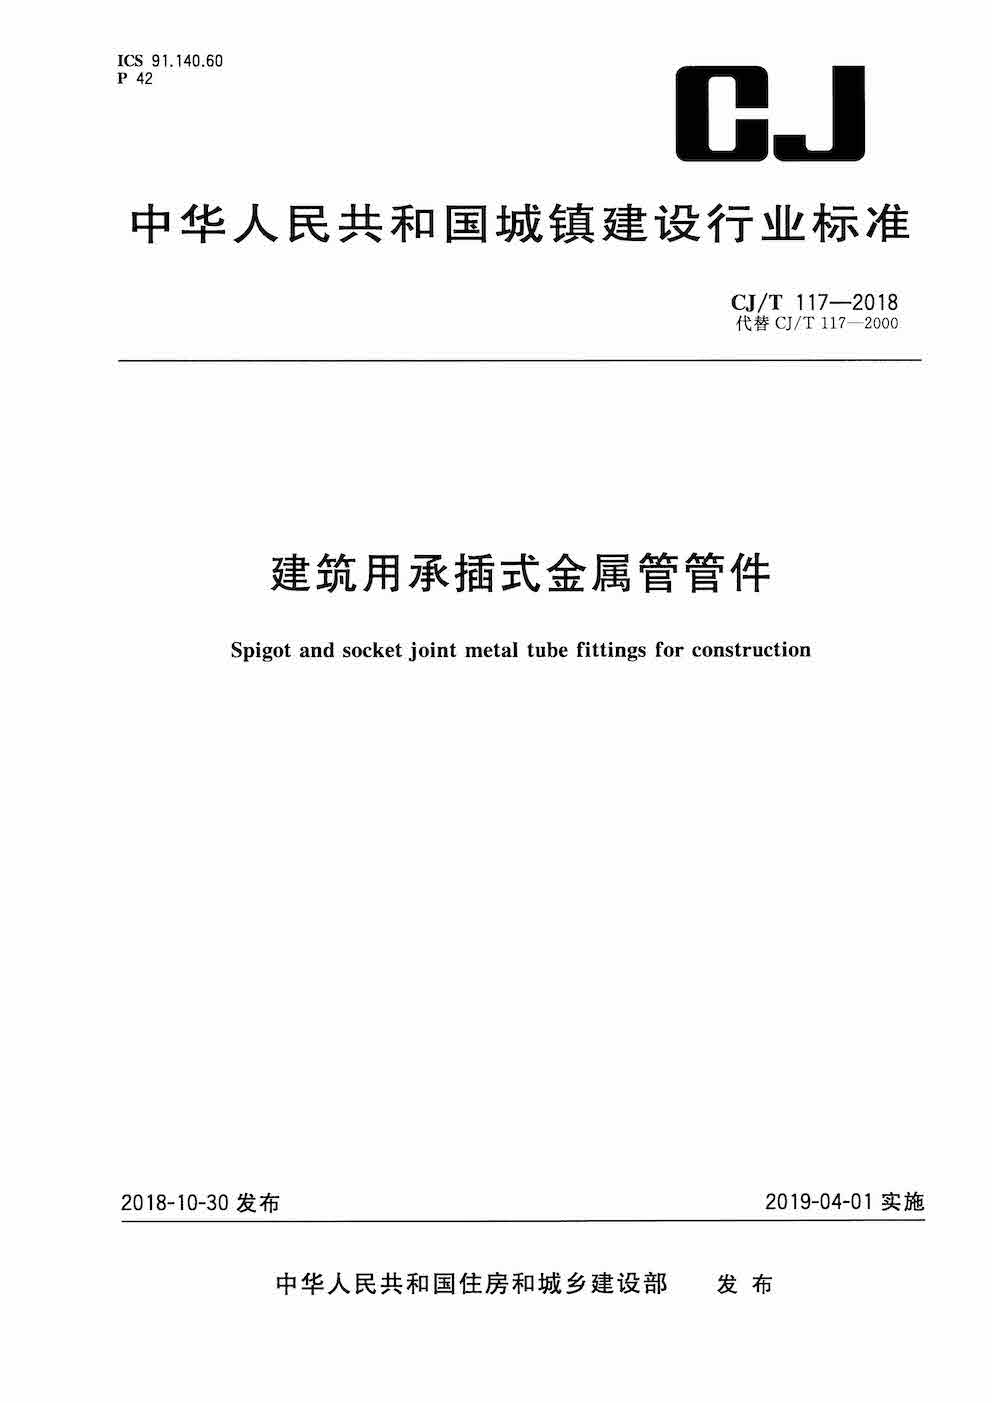 ICS 91.140.60
P 42
CJ
中华人民共和国城镇建设行业标准
CJ/T 117—2018
代替 CJ/T 117—2000
建筑用承插式金属管管件
Spigot and socket joint metal tube fittings for construction
2018-10-30 发布
2019-04-01 实施
中华人民共和国住房和城乡建设部 发布